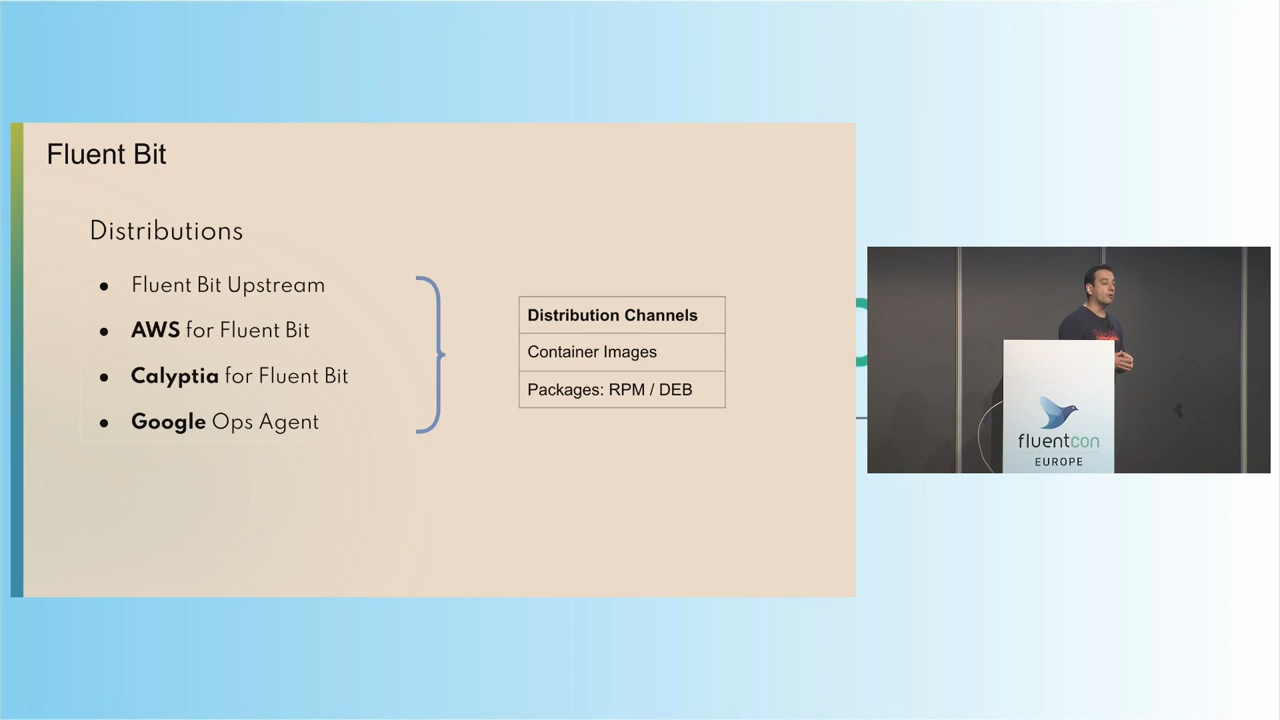 Fluent Bit
Distributions
● Fluent Bit Upstream
● AWS for Fluent Bit
● Calyptia for Fluent Bit
● Google Ops Agent
Distribution Channels
Container Images
Packages: RPM / DEB
fluentcon
EUROPE